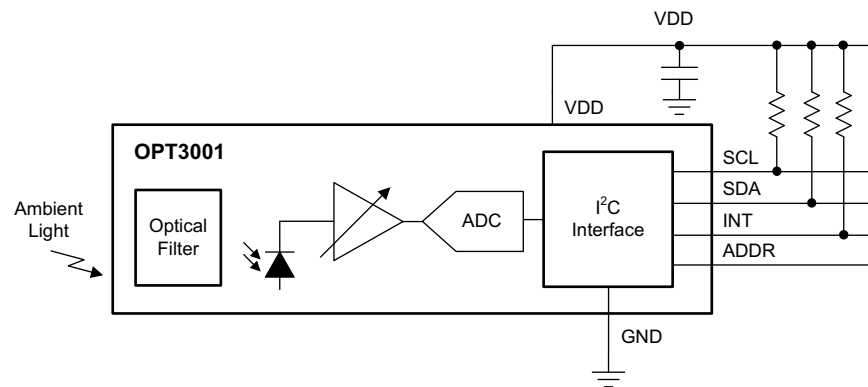 VDD
VDD
OPT3001
Ambient
Light
Optical
Filter
ADC
I²C
Interface
SCL
SDA
INT
ADDR
GND